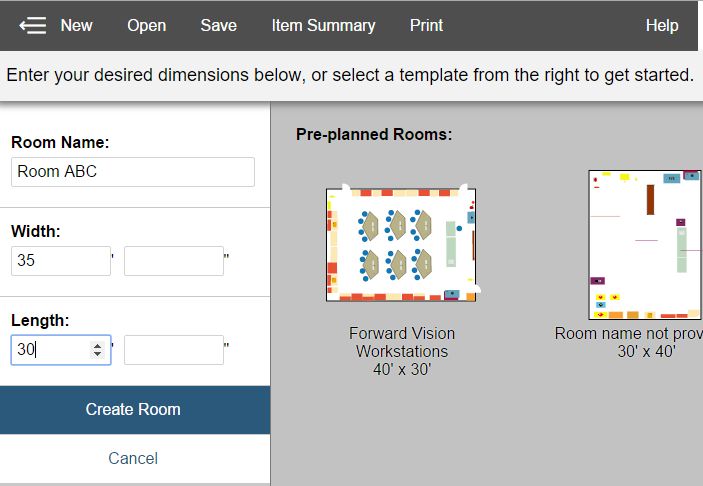 New Open Save Item Summary Print Help
Enter your desired dimensions below, or select a template from the right to get started.
Room Name:
Room ABC
Width:
35 ' "
Length:
30 ' "
Create Room
Cancel
Pre-planned Rooms:
Forward Vision
Workstations
40' x 30'
Room name not prov
30' x 40'